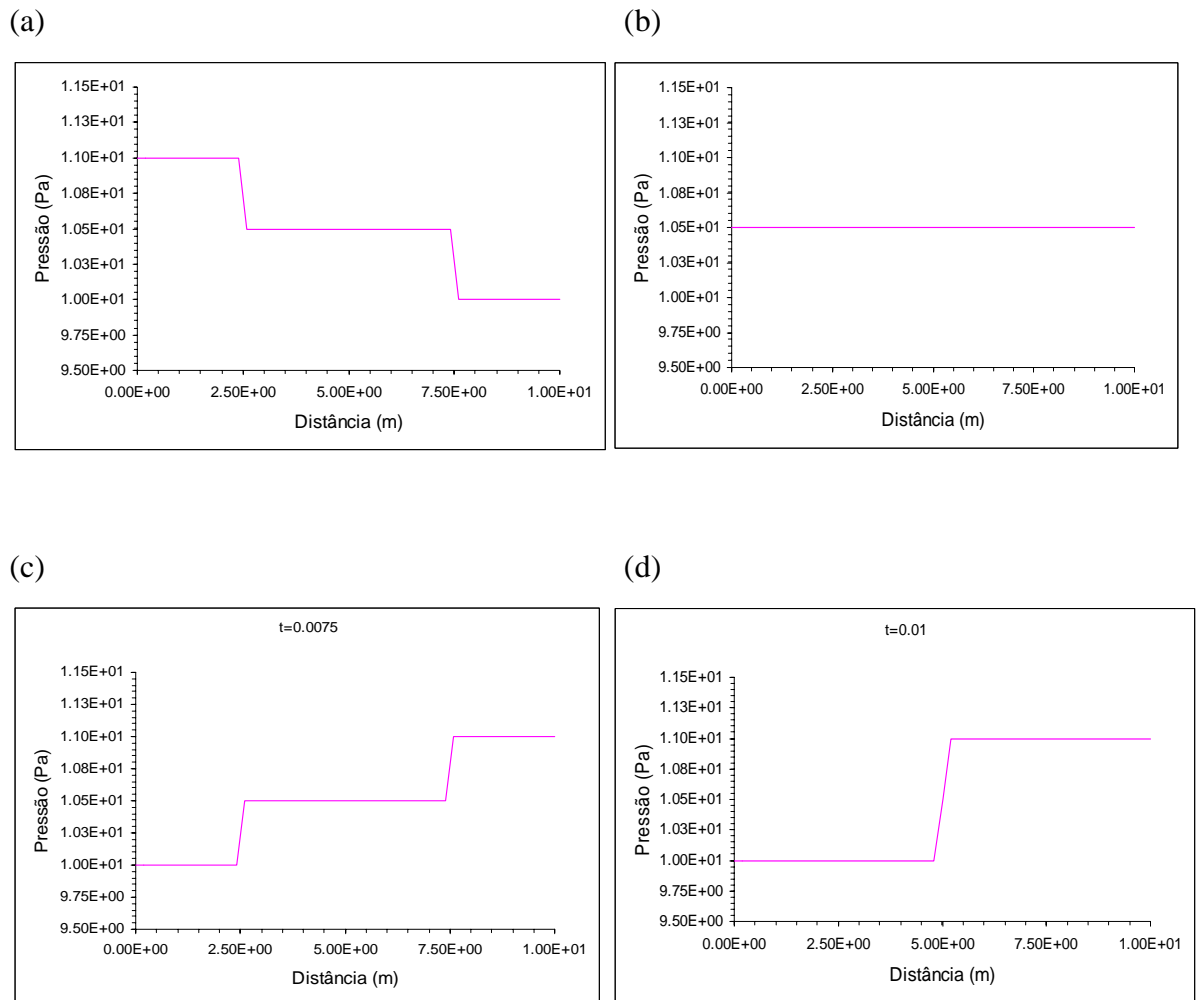 (a)
1.15E+01
1.13E+01
1.10E+01
1.08E+01
1.05E+01
1.03E+01
1.00E+01
9.75E+00
9.50E+00
Pressão (Pa)
0.00E+00 2.50E+00 5.00E+00 7.50E+00 1.00E+01
Distância (m)
(b)
1.15E+01
1.13E+01
1.10E+01
1.08E+01
1.05E+01
1.03E+01
1.00E+01
9.75E+00
9.50E+00
Pressão (Pa)
0.00E+00 2.50E+00 5.00E+00 7.50E+00 1.00E+01
Distância (m)
(c)
t=0.0075
1.15E+01
1.13E+01
1.10E+01
1.08E+01
1.05E+01
1.03E+01
1.00E+01
9.75E+00
9.50E+00
Pressão (Pa)
0.00E+00 2.50E+00 5.00E+00 7.50E+00 1.00E+01
Distância (m)
(d)
t=0.01
1.15E+01
1.13E+01
1.10E+01
1.08E+01
1.05E+01
1.03E+01
1.00E+01
9.75E+00
9.50E+00
Pressão (Pa)
0.00E+00 2.50E+00 5.00E+00 7.50E+00 1.00E+01
Distância (m)